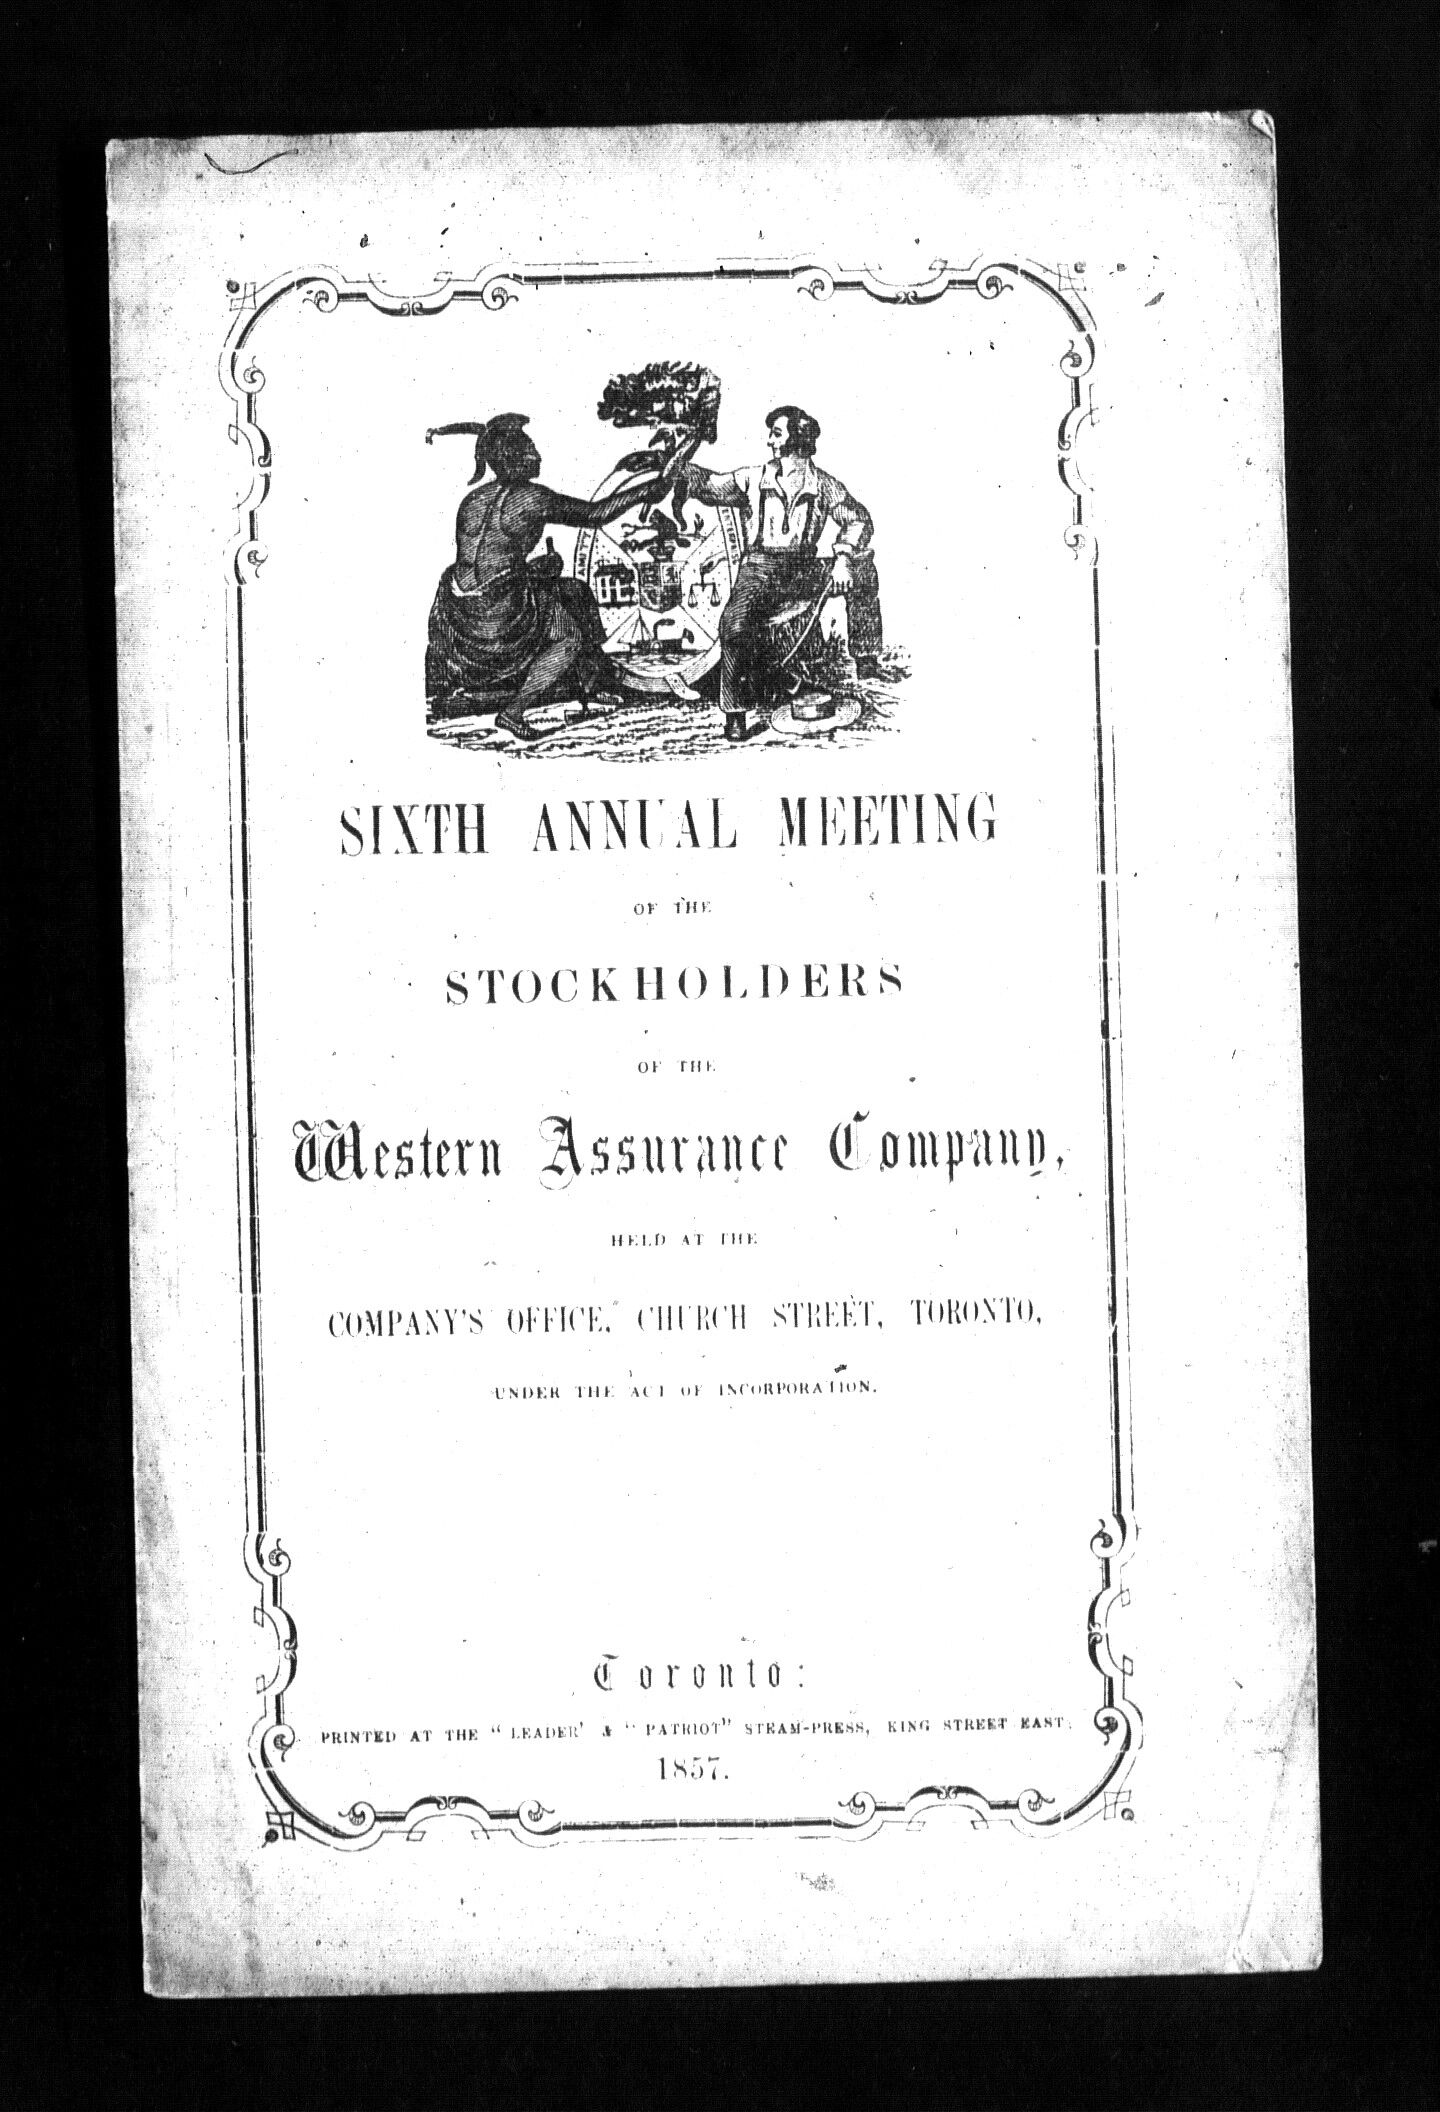 SIXTH ANNUAL MEETING
OF THE
STOCKHOLDERS
OF THE
Western Assurance Company,
HELD AT THE
COMPANY'S OFFICE, CHURCH STREET, TORONTO,
UNDER THE ACT OF INCORPORATION.
Toronto:
PRINTED AT THE "LEADER' & "PATRIOT" STEAM-PRESS, KING STREET EAST.
1857.